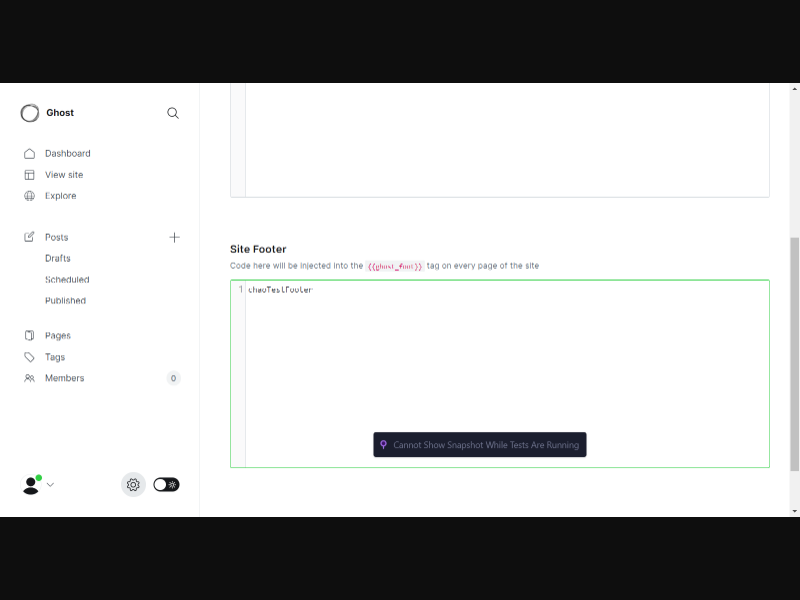 Ghost
Dashboard
View site
Explore
Posts
Drafts
Scheduled
Published
Pages
Tags
Members
0
Site Footer
Code here will be injected into the {{ghost_foot}} tag on every page of the site
1 chaoTestFooter
Cannot Show Snapshot While Tests Are Running